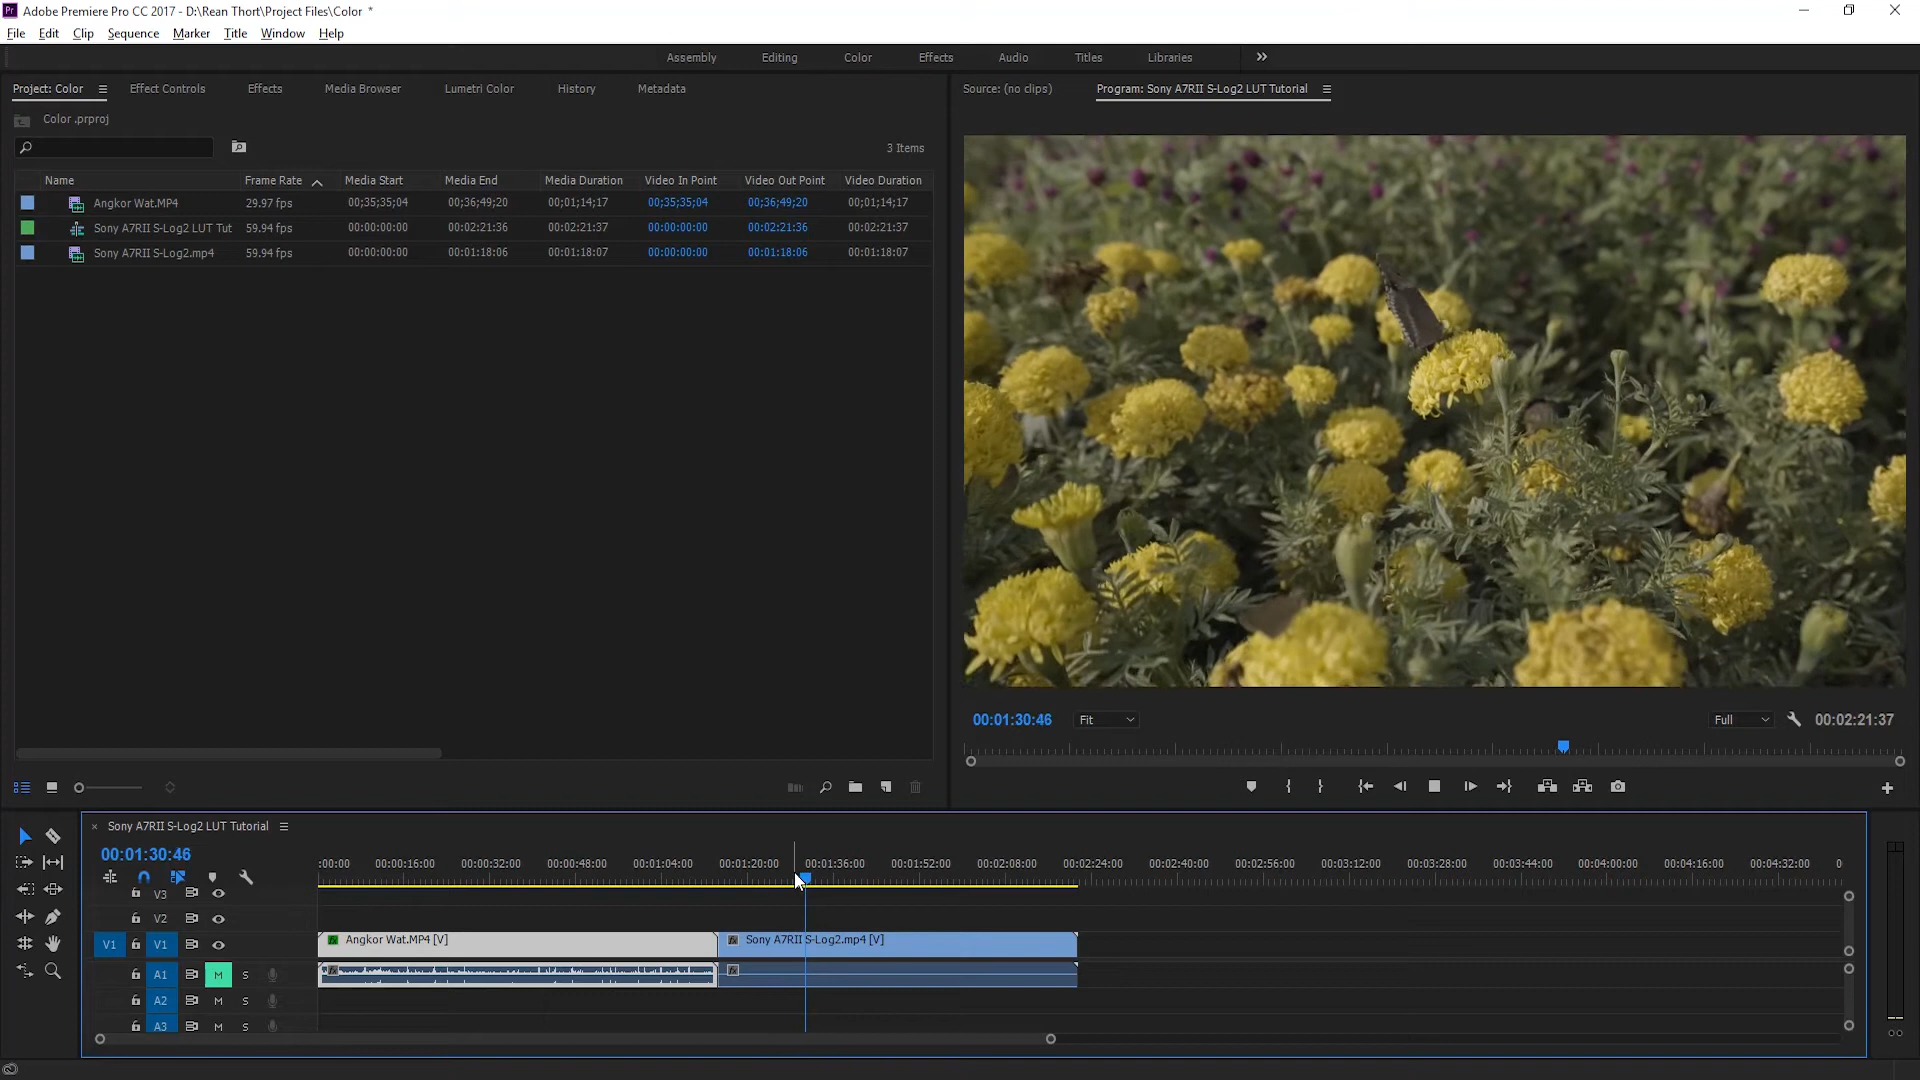 Adobe Premiere Pro CC 2017 - D:\Rean Thort\Project Files\Color *
File Edit Clip Sequence Marker Title Window Help
Assembly Editing Color Effects Audio Titles Libraries
Project: Color Effect Controls Effects Media Browser Lumetri Color History Metadata
Source: (no clips) Program: Sony A7RII S-Log2 LUT Tutorial
Color .prproj
3 Items
Name Frame Rate Media Start Media End Media Duration Video In Point Video Out Point Video Duration
Angkor Wat.MP4 29.97 fps 00;35;35;04 00;36;49;20 00;01;14;17 00;35;35;04 00;36;49;20 00;01;14;17
Sony A7RII S-Log2 LUT Tut 59.94 fps 00:00:00:00 00:02:21:36 00:02:21:37 00:00:00:00 00:02:21:36 00:02:21:37
Sony A7RII S-Log2.mp4 59.94 fps 00:00:00:00 00:01:18:06 00:01:18:07 00:00:00:00 00:01:18:06 00:01:18:07
00:01:30:46 Fit Full 00:02:21:37
× Sony A7RII S-Log2 LUT Tutorial
00:01:30:46
:00:00 00:00:16:00 00:00:32:00 00:00:48:00 00:01:04:00 00:01:20:00 00:01:36:00 00:01:52:00 00:02:08:00 00:02:24:00 00:02:40:00 00:02:56:00 00:03:12:00 00:03:28:00 00:03:44:00 00:04:00:00 00:04:16:00 00:04:32:00 0
V3
V2
V1 V1 fx Angkor Wat.MP4 [V] fx Sony A7RII S-Log2.mp4 [V]
A1 M S fx fx
A2 M S
A3 M S